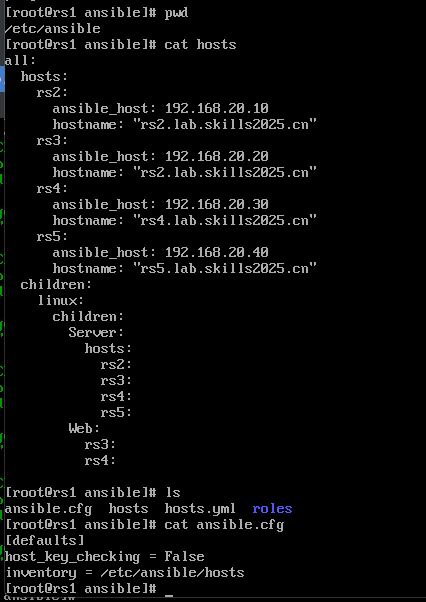 [root@rs1 ansible]# pwd
/etc/ansible
[root@rs1 ansible]# cat hosts
all:
  hosts:
    rs2:
      ansible_host: 192.168.20.10
      hostname: "rs2.lab.skills2025.cn"
    rs3:
      ansible_host: 192.168.20.20
      hostname: "rs2.lab.skills2025.cn"
    rs4:
      ansible_host: 192.168.20.30
      hostname: "rs4.lab.skills2025.cn"
    rs5:
      ansible_host: 192.168.20.40
      hostname: "rs5.lab.skills2025.cn"
  children:
    linux:
      children:
        Server:
          hosts:
            rs2:
            rs3:
            rs4:
            rs5:
        Web:
          rs3:
          rs4:
[root@rs1 ansible]# ls
ansible.cfg  hosts  hosts.yml  roles
[root@rs1 ansible]# cat ansible.cfg
[defaults]
host_key_checking = False
inventory = /etc/ansible/hosts
[root@rs1 ansible]# _